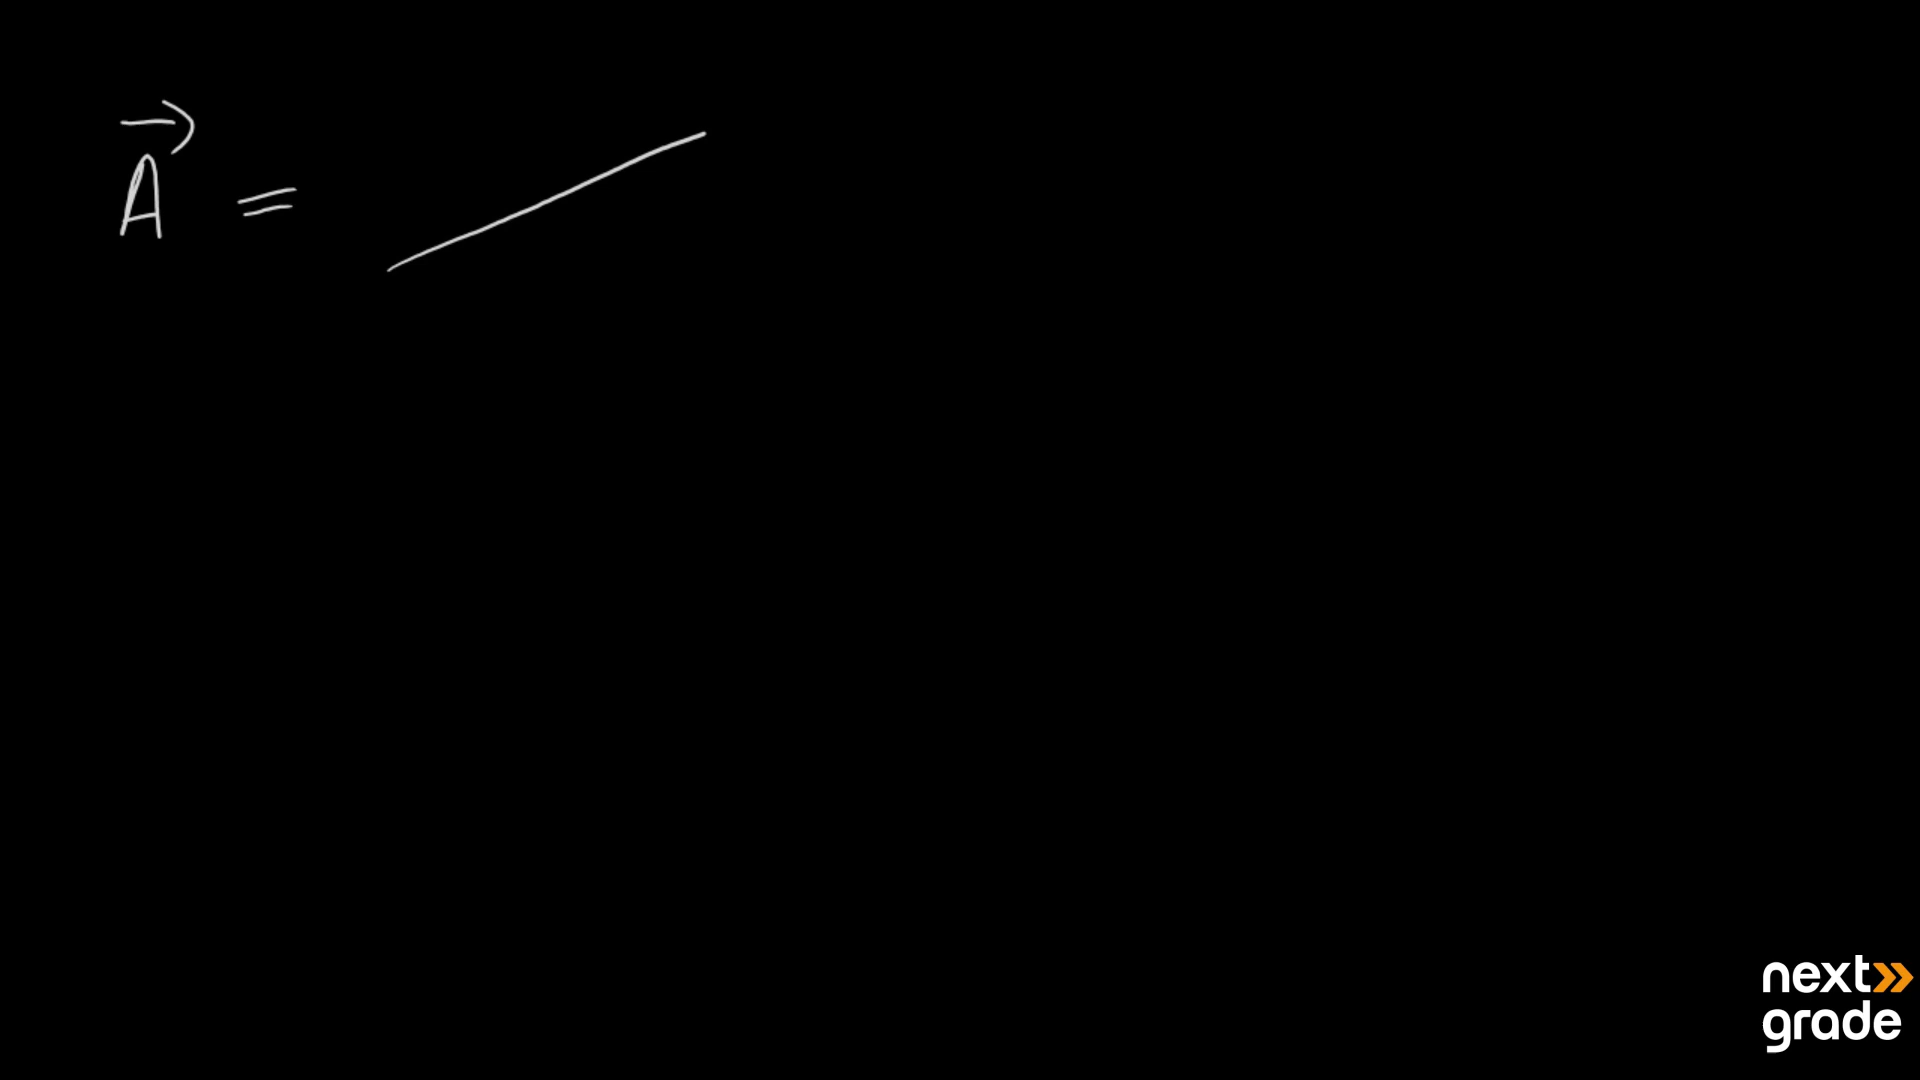 A⃗ =
next
grade